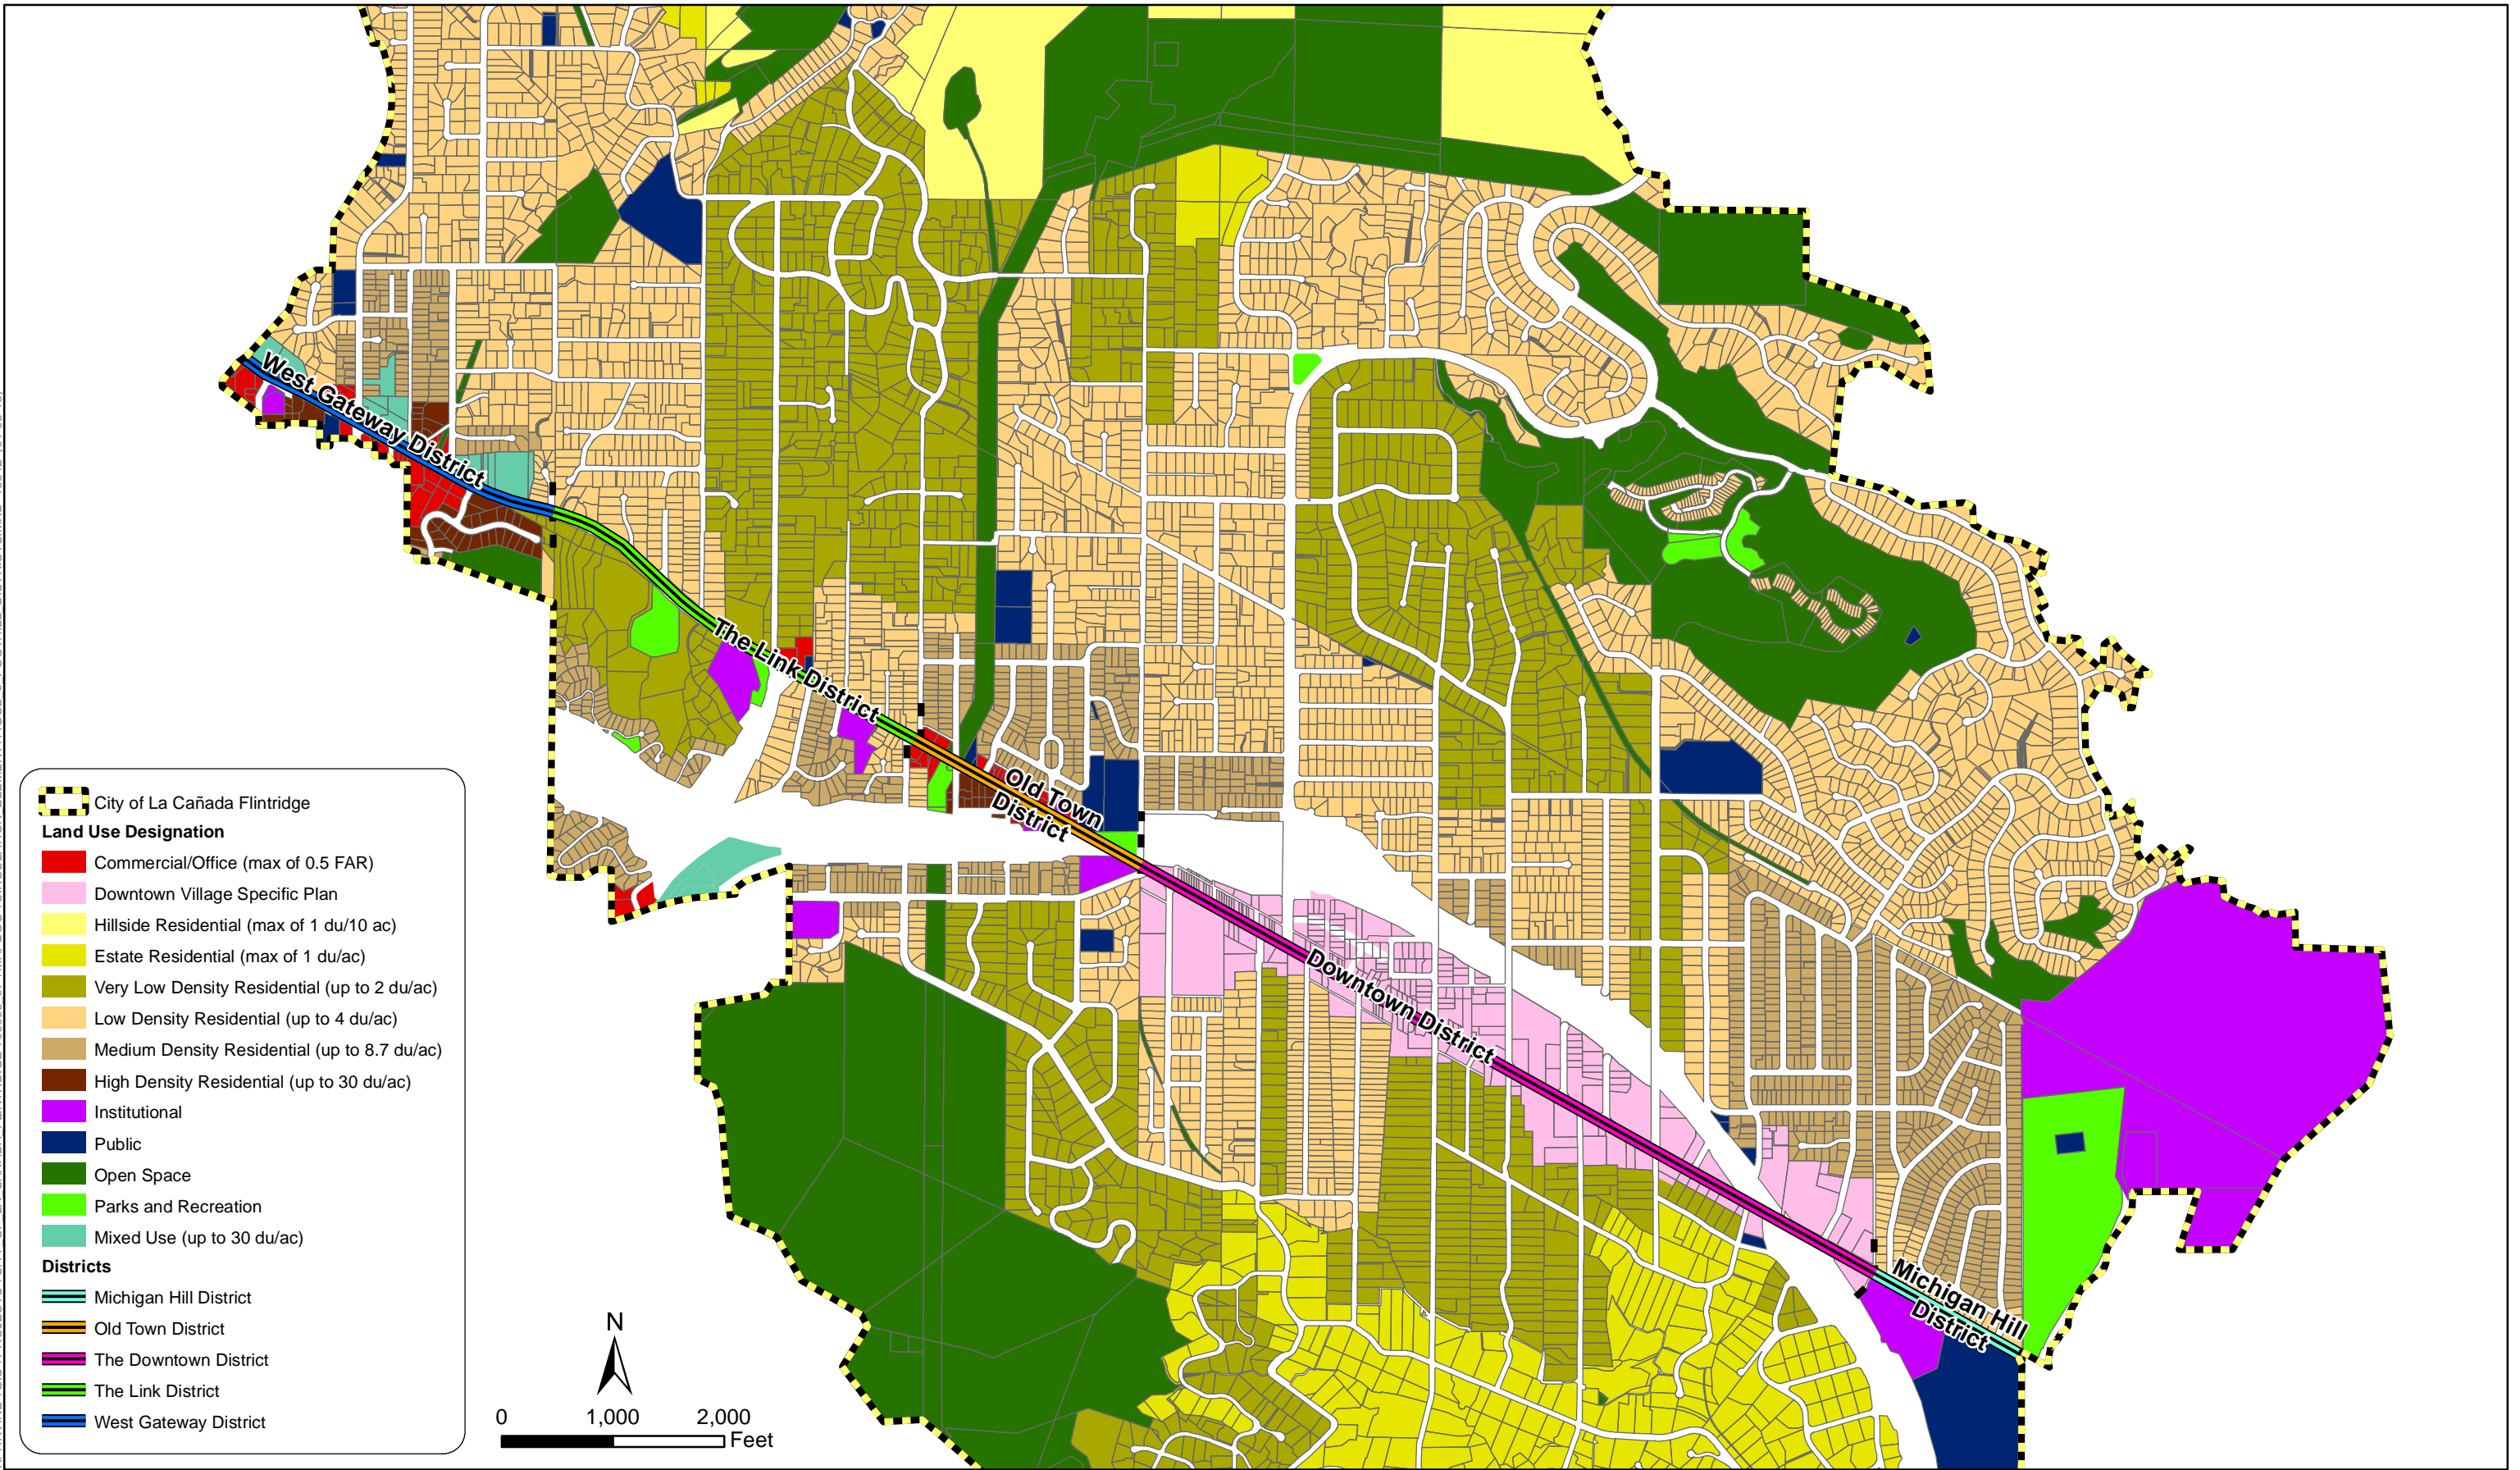 West Gateway District
The Link District
Old Town
District
Downtown District
Michigan Hill
District
City of La Cañada Flintridge
Land Use Designation
Commercial/Office (max of 0.5 FAR)
Downtown Village Specific Plan
Hillside Residential (max of 1 du/10 ac)
Estate Residential (max of 1 du/ac)
Very Low Density Residential (up to 2 du/ac)
Low Density Residential (up to 4 du/ac)
Medium Density Residential (up to 8.7 du/ac)
High Density Residential (up to 30 du/ac)
Institutional
Public
Open Space
Parks and Recreation
Mixed Use (up to 30 du/ac)
Districts
Michigan Hill District
Old Town District
The Downtown District
The Link District
West Gateway District
N
0 1,000 2,000
Feet